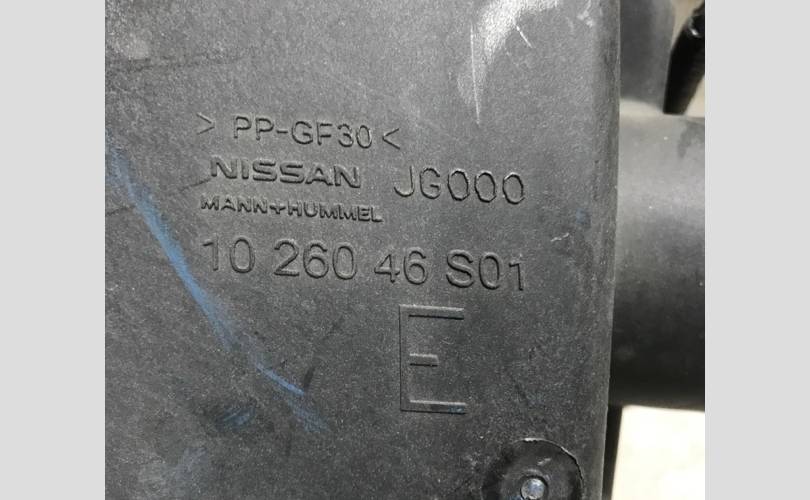 > PP-GF30 <
NISSAN JG000
MANN+HUMMEL
10 260 46 S01
E